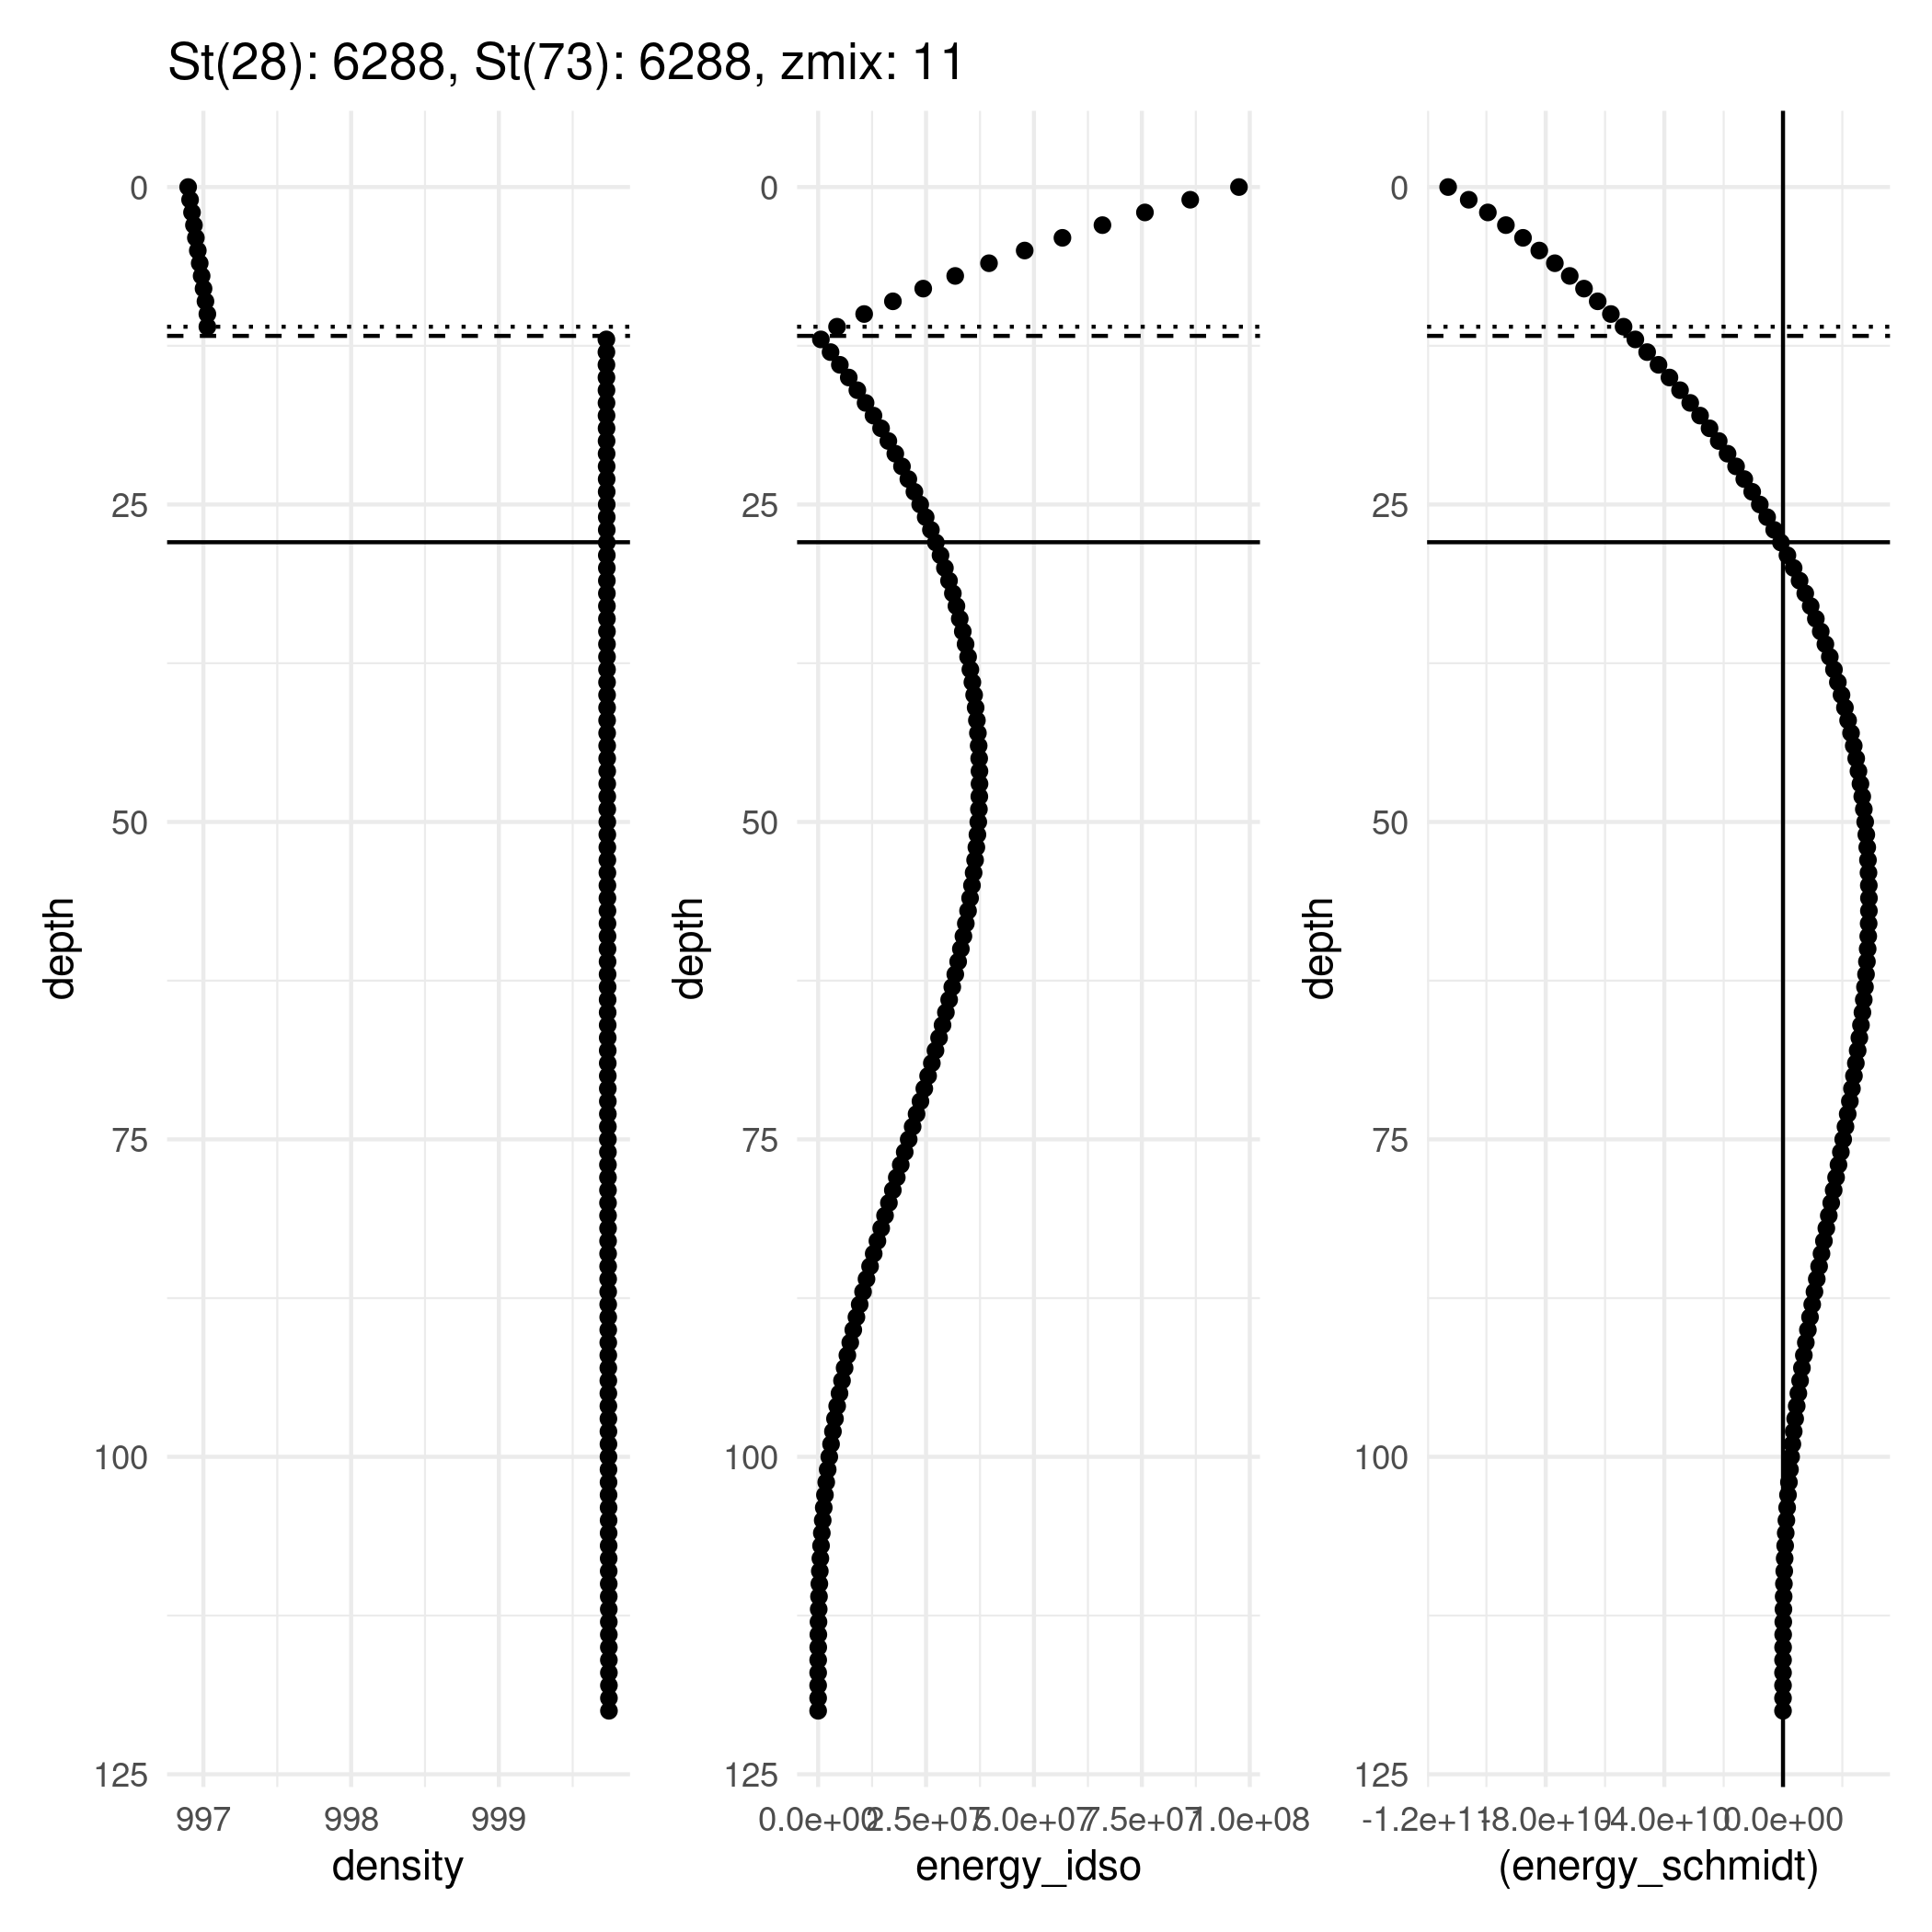 St(28): 6288, St(73): 6288, zmix: 11
depth
0
25
50
75
100
125
997
998
999
density
depth
0
25
50
75
100
125
0.0e+00
2.5e+07
5.0e+07
7.5e+07
1.0e+08
energy_idso
depth
0
25
50
75
100
125
-1.2e+11
-8.0e+10
-4.0e+10
0.0e+00
(energy_schmidt)